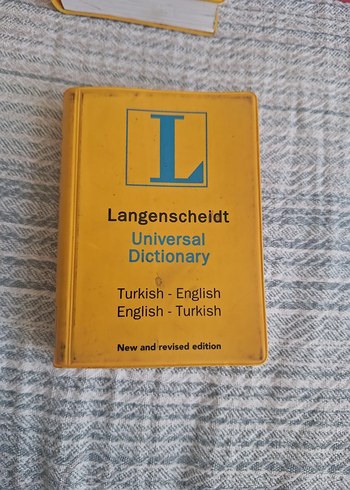 L
Langenscheidt
Universal
Dictionary
Turkish - English
English - Turkish
New and revised edition